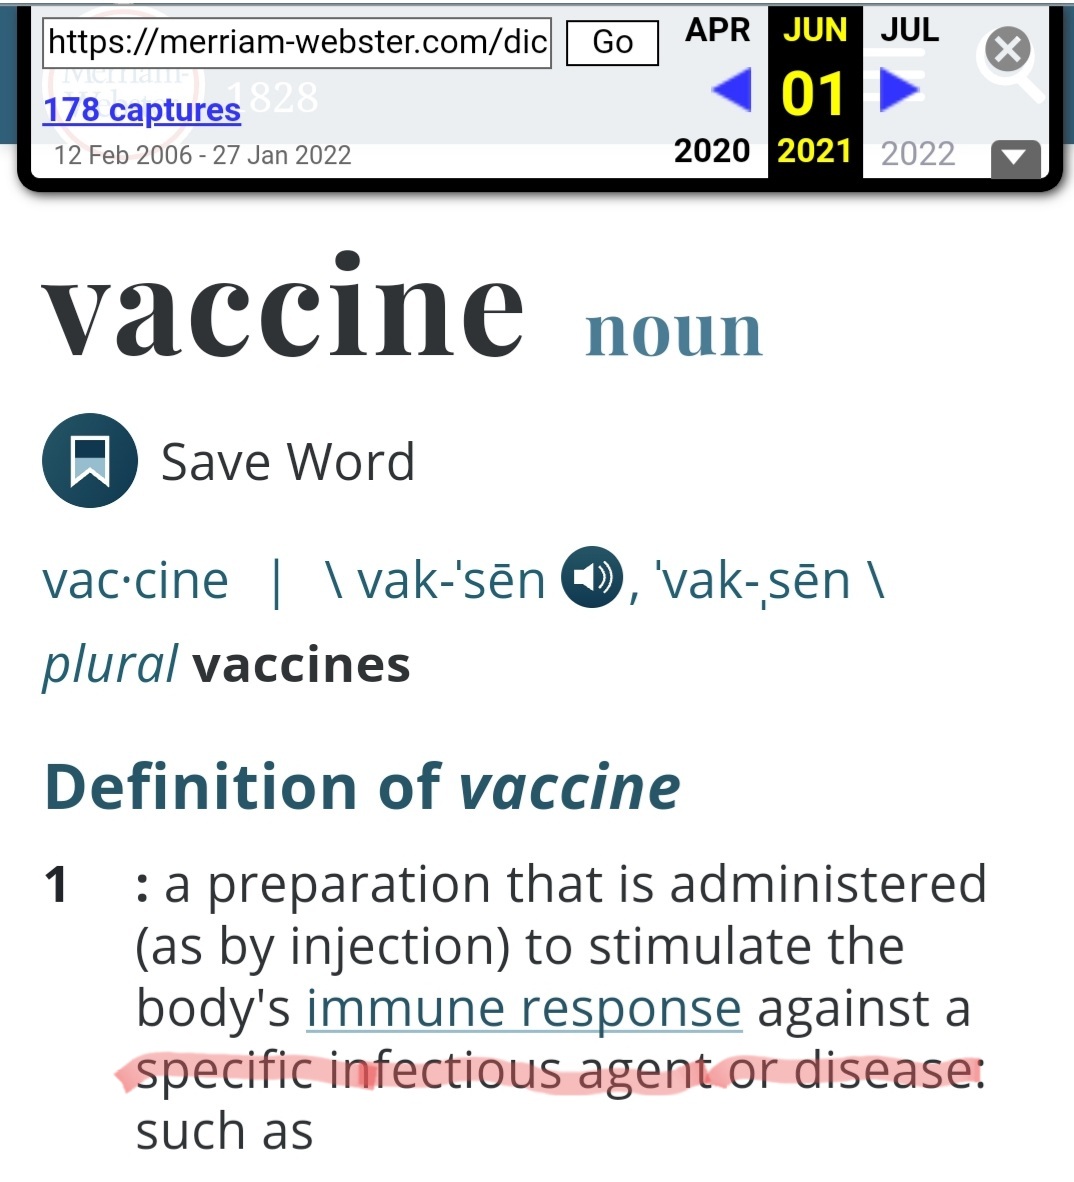 https://merriam-webster.com/dic Go APR JUN JUL
Merriam-
Webster 1828
178 captures 01
12 Feb 2006 - 27 Jan 2022 2020 2021 2022
vaccine noun
Save Word
vac·cine | \ vak-ˈsēn , ˈvak-ˌsēn \
plural vaccines
Definition of vaccine
1 : a preparation that is administered
(as by injection) to stimulate the
body's immune response against a
specific infectious agent or disease:
such as